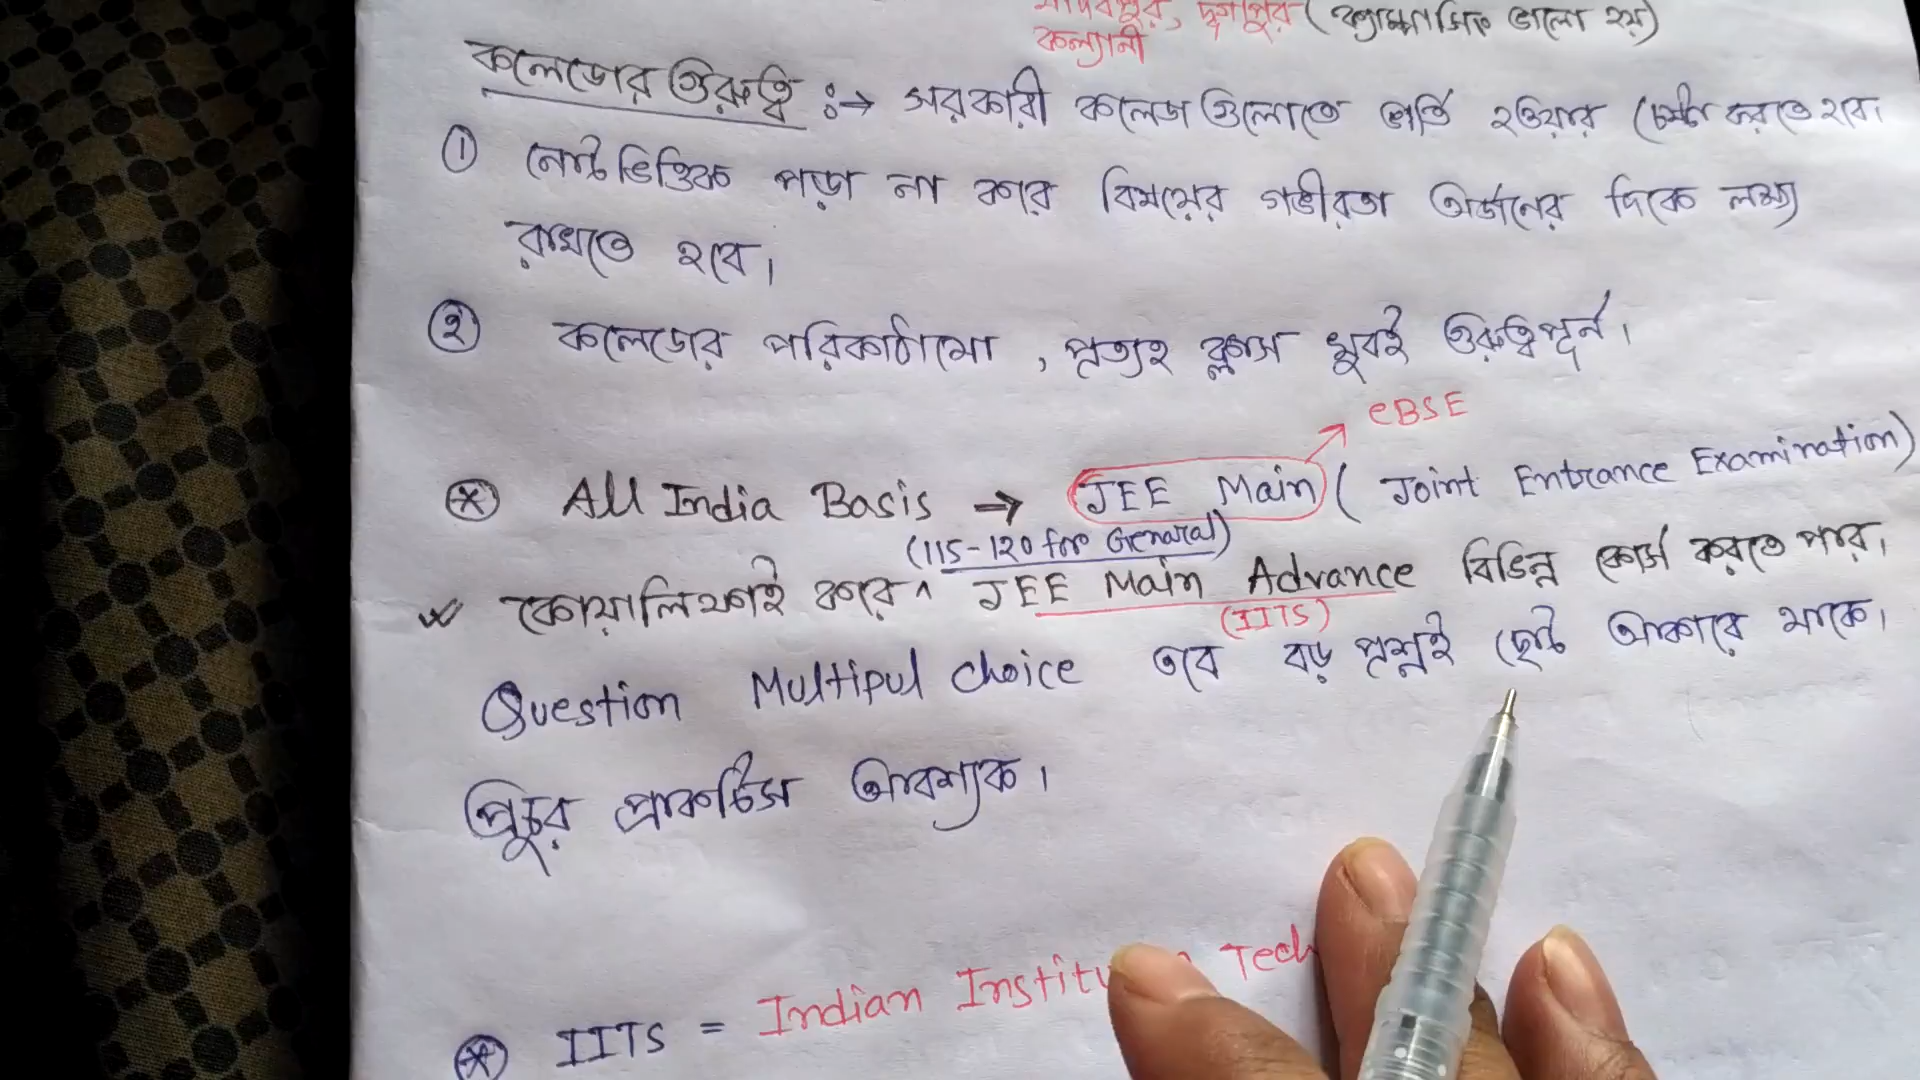 যাদবপুর, দুর্গাপুর ( ক্যাম্পাসিং ভালো হয়)
কল্যানী
কলেজের গুরুত্ব :→ সরকারী কলেজ গুলোতে ভর্তি হওয়ার চেষ্টা করতে হবে।
① নোট ভিত্তিক পড়া না করে বিষয়ের গভীরতা অর্জনের দিকে লক্ষ্য
রাখতে হবে।
② কলেজের পরিকাঠামো , প্রত্যহ ক্লাস খুবই গুরুত্বিপূর্ন।
CBSE
All India Basis → JEE Main ( Joint Entrance Examination)
(115-120 for General)
কোয়ালিফাই করে ^ JEE Main Advance বিভিন্ন কোর্স করতে পারে।
(IITS)
Question Multipul choice তবে বড় প্রশ্নই ছোট আকারে থাকে।
প্রচুর প্রাকটিস আবশ্যক।
IITS = Indian Institu Tech